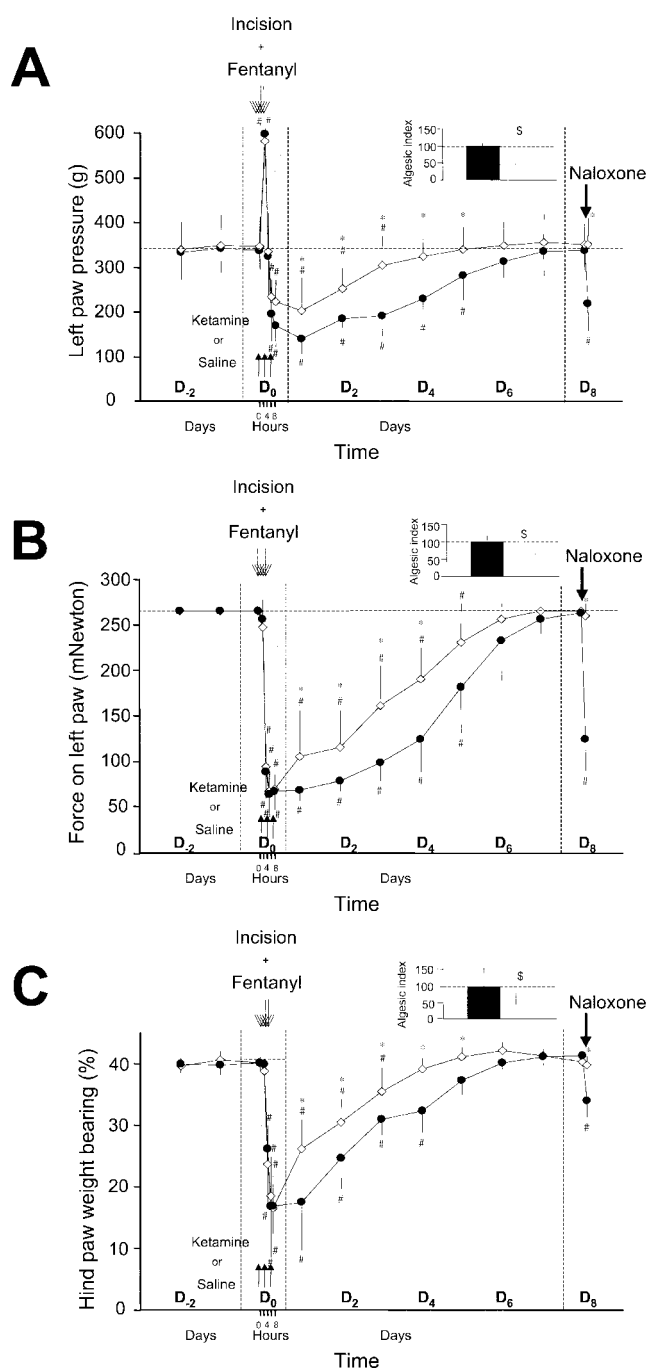 A
Incision
+
Fentanyl
Left paw pressure (g)
600
500
400
300
200
100
0
Algesic index
150
100
50
0
$
Naloxone
Ketamine
or
Saline
D-2 D0 D2 D4 D6 D8
0 4 8
Days Hours Days
Time
B
Incision
+
Fentanyl
Force on left paw (mNewton)
300
250
200
150
100
50
0
Algesic index
150
100
50
0
$
Naloxone
Ketamine
or
Saline
D-2 D0 D2 D4 D6 D8
0 4 8
Days Hours Days
Time
C
Incision
+
Fentanyl
Hind paw weight bearing (%)
40
30
20
10
0
Algesic index
150
100
50
0
$
Naloxone
Ketamine
or
Saline
D-2 D0 D2 D4 D6 D8
0 4 8
Days Hours Days
Time